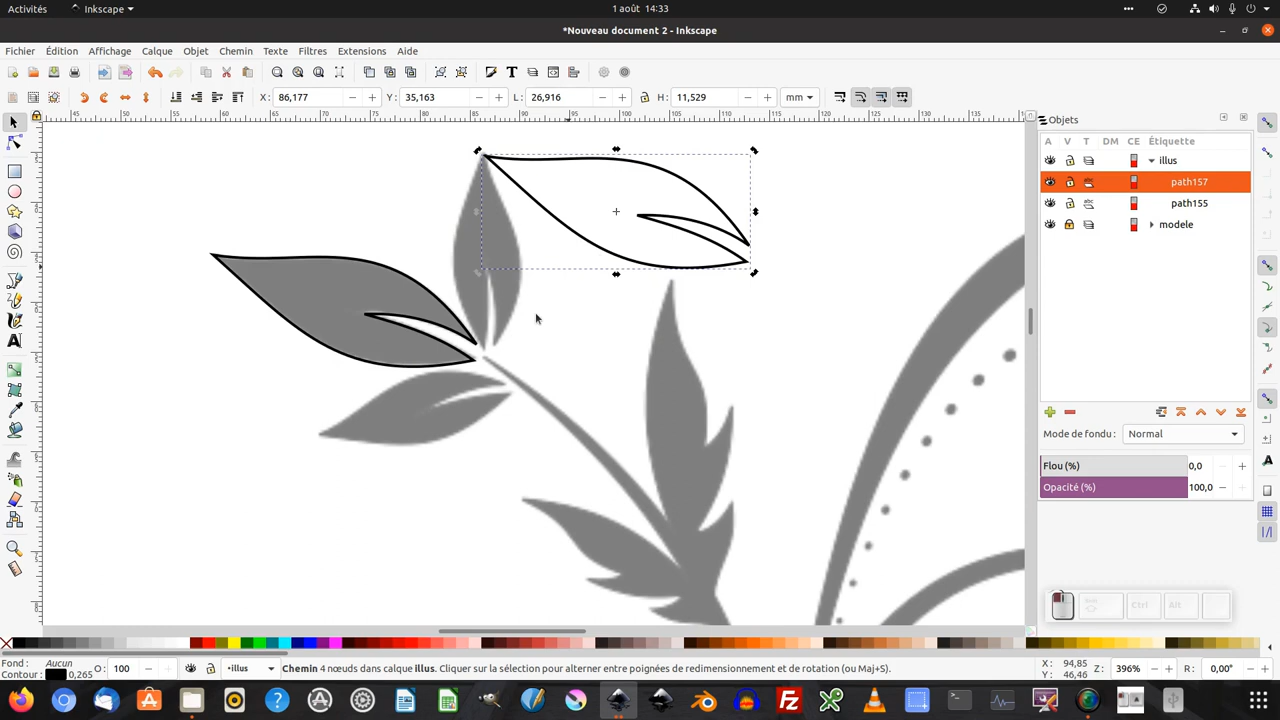 Activités
Inkscape
1 août 14:33
*Nouveau document 2 - Inkscape
Fichier Édition Affichage Calque Objet Chemin Texte Filtres Extensions Aide
X: 86,177 Y: 35,163 L: 26,916 H: 11,529 mm
Objets
A V T DM CE Étiquette
illus
path157
path155
modele
Mode de fondu : Normal
Flou (%) 0,0
Opacité (%) 100,0
Ctrl Alt
Fond : Aucun
Contour : 0,265
O: 100
•illus
Chemin 4 nœuds dans calque illus. Cliquer sur la sélection pour alterner entre poignées de redimensionnement et de rotation (ou Maj+S).
X: 94,85
Y: 46,46
Z: 396%
R: 0,00°